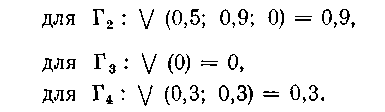 для Γ₂ : ⋁ (0,5; 0,9; 0) = 0,9,
для Γ₃ : ⋁ (0) = 0,
для Γ₄ : ⋁ (0,3; 0,3) = 0,3.